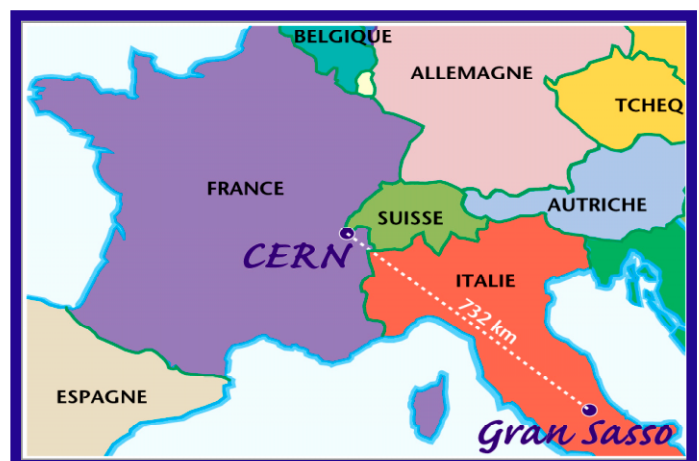 BELGIQUE
ALLEMAGNE
TCHEQ
FRANCE
SUISSE
AUTRICHE
CERN
ITALIE
732 km
ESPAGNE
Gran Sasso